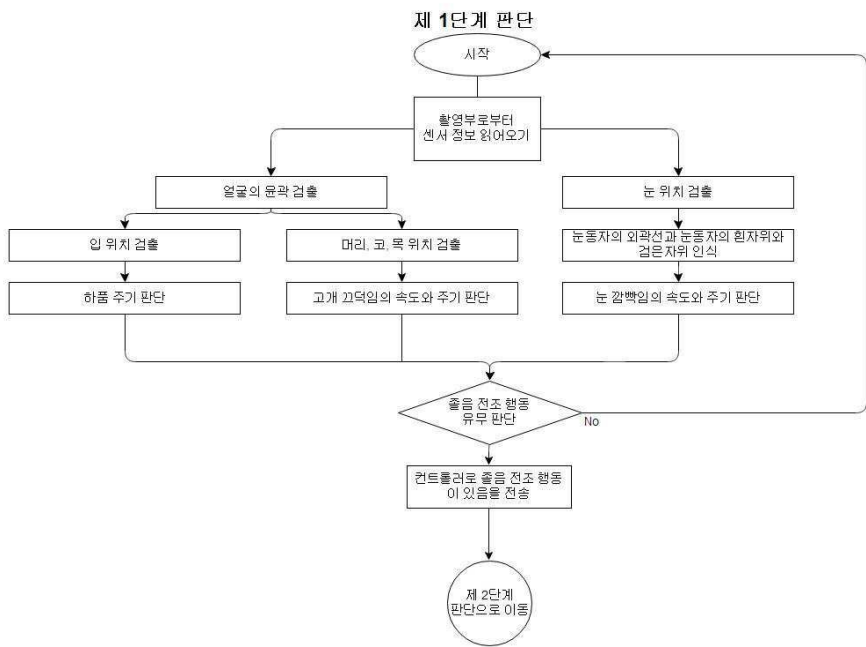 제 1단계 판단
시작
촬영부로부터
센서 정보 읽어오기
얼굴의 윤곽 검출
눈 위치 검출
입 위치 검출
머리, 코, 목 위치 검출
눈동자의 외곽선과 눈동자의 흰자위와
검은자위 인식
하품 주기 판단
고개 끄덕임의 속도와 주기 판단
눈 깜빡임의 속도와 주기 판단
졸음 전조 행동
유무 판단
No
컨트롤러로 졸음 전조 행동
이 있음을 전송
제 2단계
판단으로 이동